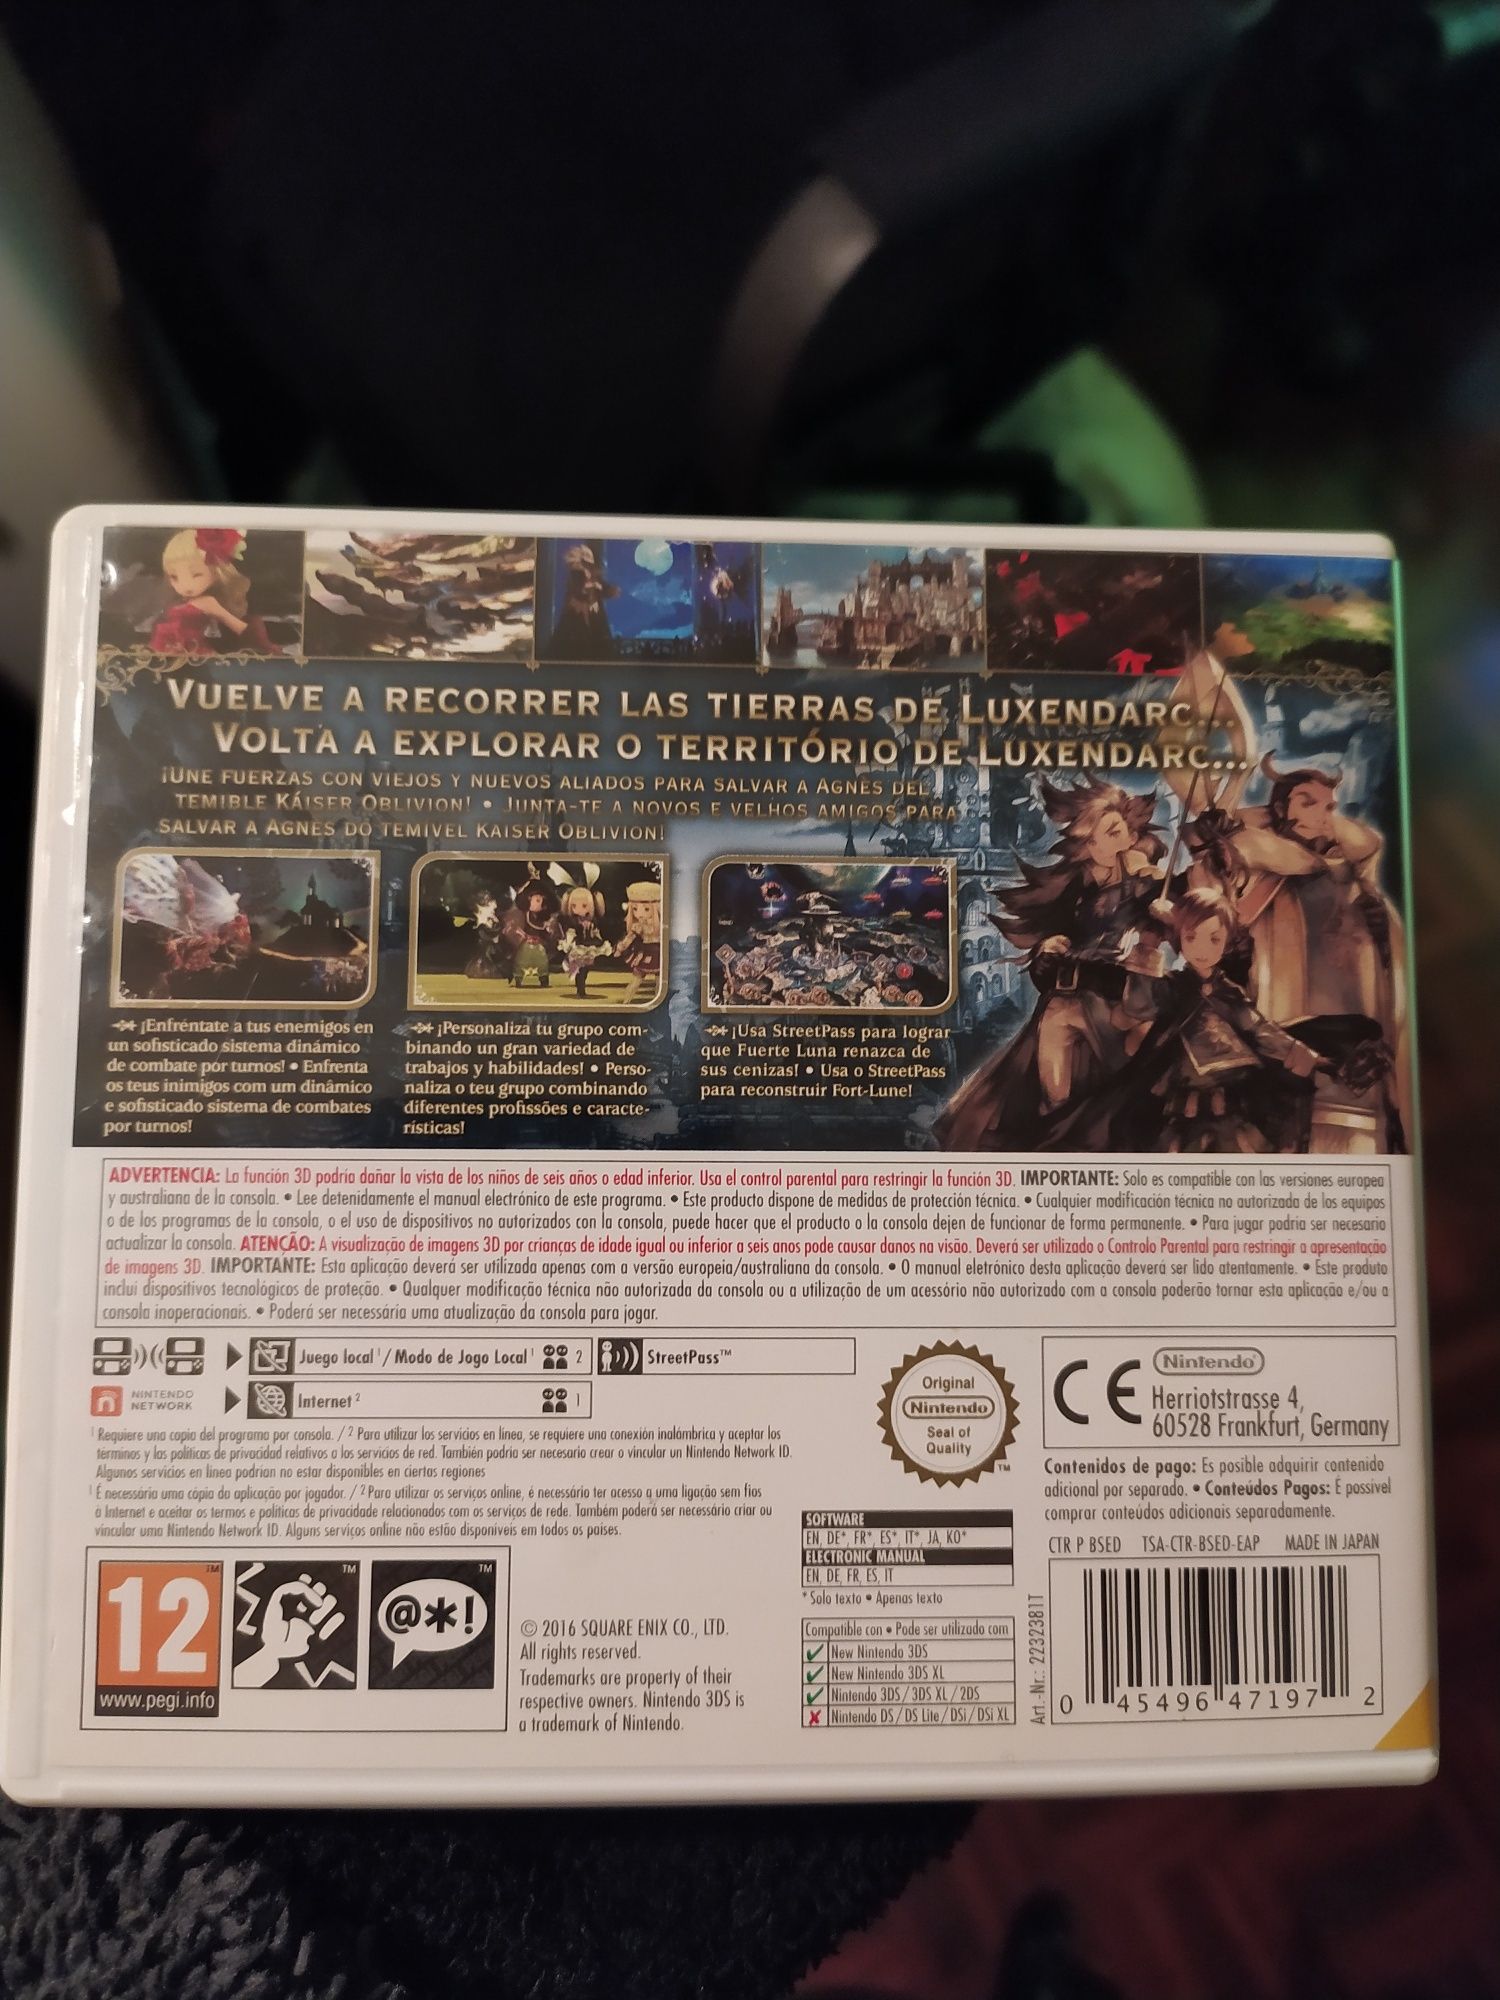 VUELVE A RECORRER LAS TIERRAS DE LUXENDARC...
VOLTA A EXPLORAR O TERRITÓRIO DE LUXENDARC...
¡UNE FUERZAS CON VIEJOS Y NUEVOS ALIADOS PARA SALVAR A AGNÈS DEL
TEMIBLE KÁISER OBLIVION! • JUNTA-TE A NOVOS E VELHOS AMIGOS PARA
SALVAR A AGNÈS DO TEMÍVEL KAISER OBLIVION!
¡Enfréntate a tus enemigos en
un sofisticado sistema dinámico
de combate por turnos! • Enfrenta
os teus inimigos com um dinâmico
e sofisticado sistema de combates
por turnos!
¡Personaliza tu grupo com-
binando un gran variedad de
trabajos y habilidades! • Perso-
naliza o teu grupo combinando
diferentes profissões e caracte-
rísticas!
¡Usa StreetPass para lograr
que Fuerte Luna renazca de
sus cenizas! • Usa o StreetPass
para reconstruir Fort-Lune!
ADVERTENCIA: La función 3D podría dañar la vista de los niños de seis años o edad inferior. Usa el control parental para restringir la función 3D. IMPORTANTE: Solo es compatible con las versiones europea
y australiana de la consola. • Lee detenidamente el manual electrónico de este programa. • Este producto dispone de medidas de protección técnica. • Cualquier modificación técnica no autorizada de los equipos
o de los programas de la consola, o el uso de dispositivos no autorizados con la consola, puede hacer que el producto o la consola dejen de funcionar de forma permanente. • Para jugar podría ser necesario
actualizar la consola. ATENÇÃO: A visualização de imagens 3D por crianças de idade igual ou inferior a seis anos pode causar danos na visão. Deverá ser utilizado o Controlo Parental para restringir a apresentação
de imagens 3D. IMPORTANTE: Esta aplicação deverá ser utilizada apenas com a versão europeia/australiana da consola. • O manual eletrónico desta aplicação deverá ser lido atentamente. • Este produto
inclui dispositivos tecnológicos de proteção. • Qualquer modificação técnica não autorizada da consola ou a utilização de um acessório não autorizado com a consola poderão tornar esta aplicação e/ou a
consola inoperacionais. • Poderá ser necessária uma atualização da consola para jogar.
Juego local ¹ / Modo de Jogo Local ¹ 2
StreetPass™
NINTENDO
NETWORK
Internet ² 1
¹ Requiere una copia del programa por consola. / ² Para utilizar los servicios en línea, se requiere una conexión inalámbrica y aceptar los
términos y las políticas de privacidad relativos a los servicios de red. También podría ser necesario crear o vincular un Nintendo Network ID.
Algunos servicios en línea podrían no estar disponibles en ciertas regiones
¹ É necessária uma cópia da aplicação por jogador. / ² Para utilizar os serviços online, é necessário ter acesso a uma ligação sem fios
à Internet e aceitar os termos e políticas de privacidade relacionados com os serviços de rede. Também poderá ser necessário criar ou
vincular uma Nintendo Network ID. Alguns serviços online não estão disponíveis em todos os países.
Original
Nintendo
Seal of
Quality
TM
CE
Nintendo®
Herriotstrasse 4,
60528 Frankfurt, Germany
Contenidos de pago: Es posible adquirir contenido
adicional por separado. • Conteúdos Pagos: É possível
comprar conteúdos adicionais separadamente.
CTR P BSED TSA-CTR-BSED-EAP MADE IN JAPAN
SOFTWARE
EN, DE*, FR*, ES*, IT*, JA, KO*
ELECTRONIC MANUAL
EN, DE, FR, ES, IT
* Solo texto • Apenas texto
Compatible con • Pode ser utilizado com
New Nintendo 3DS
New Nintendo 3DS XL
Nintendo 3DS / 3DS XL / 2DS
Nintendo DS / DS Lite / DSi / DSi XL
Art.-Nr.: 2232381T
0 45496 47197 2
12
TM
www.pegi.info
TM
@*!
TM
© 2016 SQUARE ENIX CO., LTD.
All rights reserved.
Trademarks are property of their
respective owners. Nintendo 3DS is
a trademark of Nintendo.